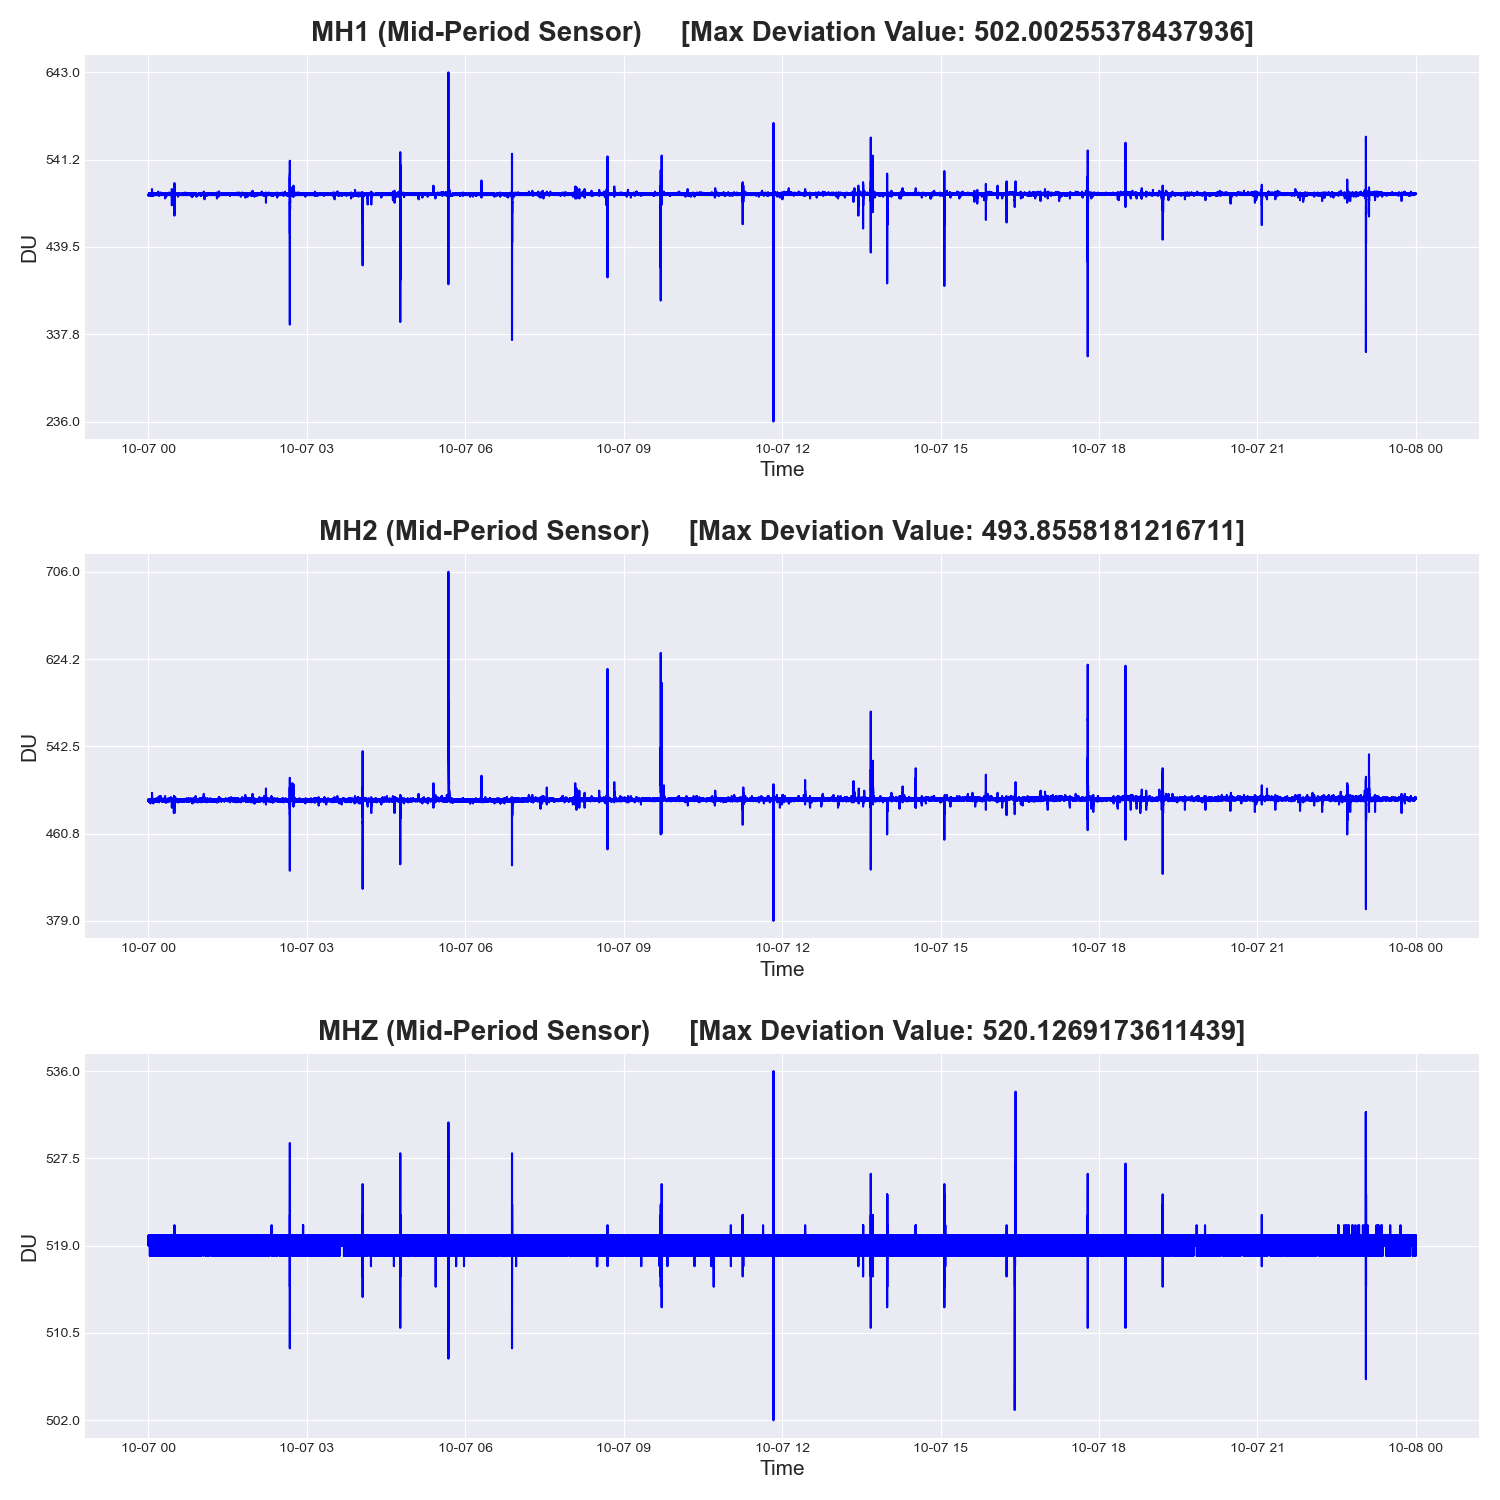 MH1 (Mid-Period Sensor) [Max Deviation Value: 502.00255378437936]
643.0
541.2
439.5
337.8
236.0
DU
10-07 00 10-07 03 10-07 06 10-07 09 10-07 12 10-07 15 10-07 18 10-07 21 10-08 00
Time
MH2 (Mid-Period Sensor) [Max Deviation Value: 493.8558181216711]
706.0
624.2
542.5
460.8
379.0
DU
10-07 00 10-07 03 10-07 06 10-07 09 10-07 12 10-07 15 10-07 18 10-07 21 10-08 00
Time
MHZ (Mid-Period Sensor) [Max Deviation Value: 520.1269173611439]
536.0
527.5
519.0
510.5
502.0
DU
10-07 00 10-07 03 10-07 06 10-07 09 10-07 12 10-07 15 10-07 18 10-07 21 10-08 00
Time